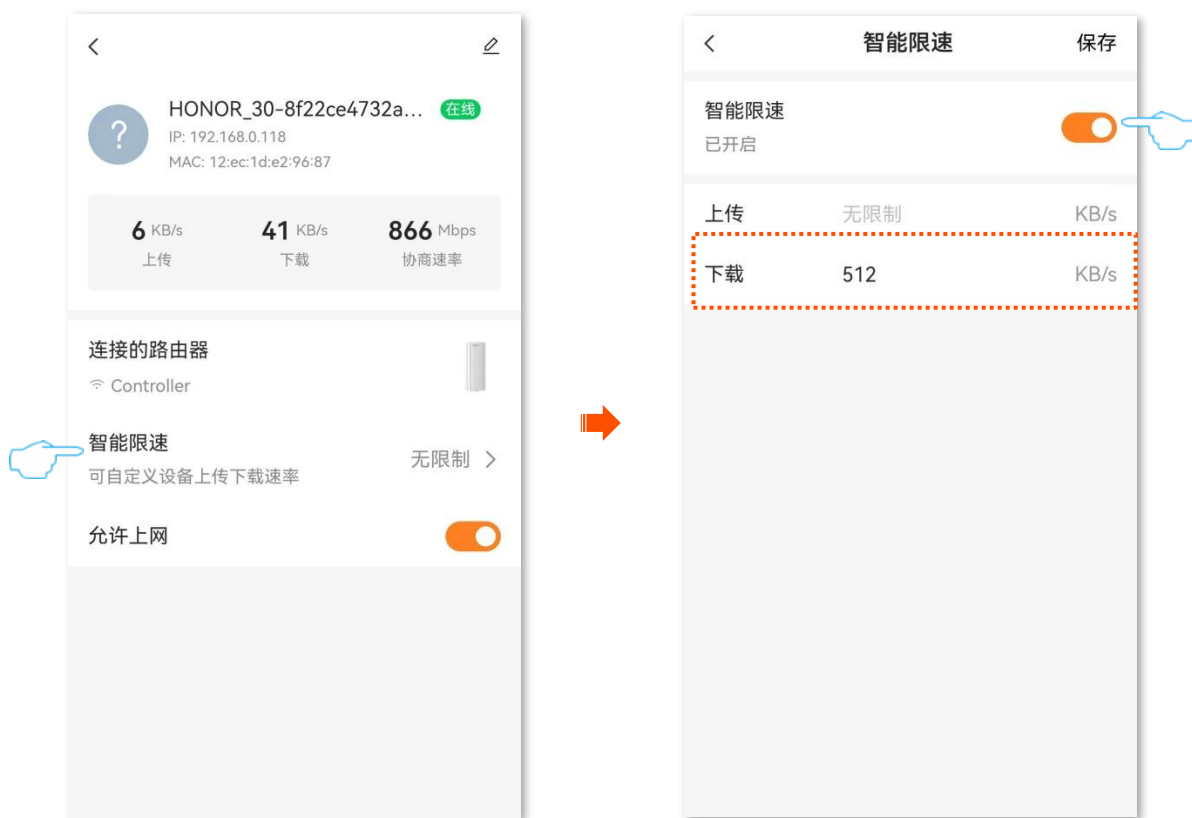 HONOR_30-8f22ce4732a... 在线
IP: 192.168.0.118
MAC: 12:ec:1d:e2:96:87
6 KB/s 41 KB/s 866 Mbps
上传 下载 协商速率
连接的路由器
Controller
智能限速
可自定义设备上传下载速率
无限制
允许上网
智能限速 保存
智能限速
已开启
上传 无限制 KB/s
下载 512 KB/s